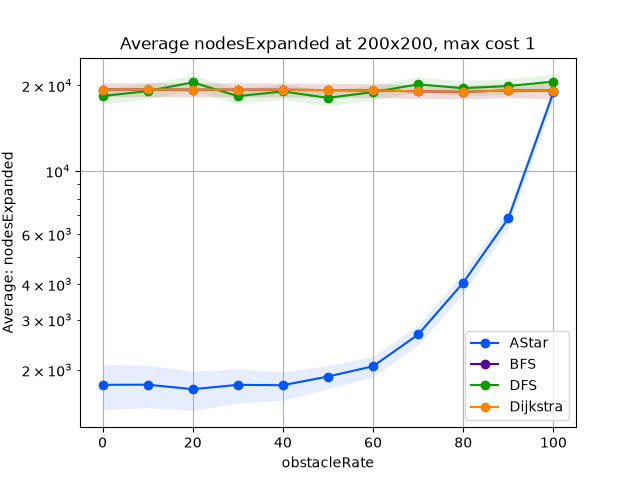 Average nodesExpanded at 200x200, max cost 1
Average: nodesExpanded
2 × 10⁴
10⁴
6 × 10³
4 × 10³
3 × 10³
2 × 10³
AStar
BFS
DFS
Dijkstra
0 20 40 60 80 100
obstacleRate